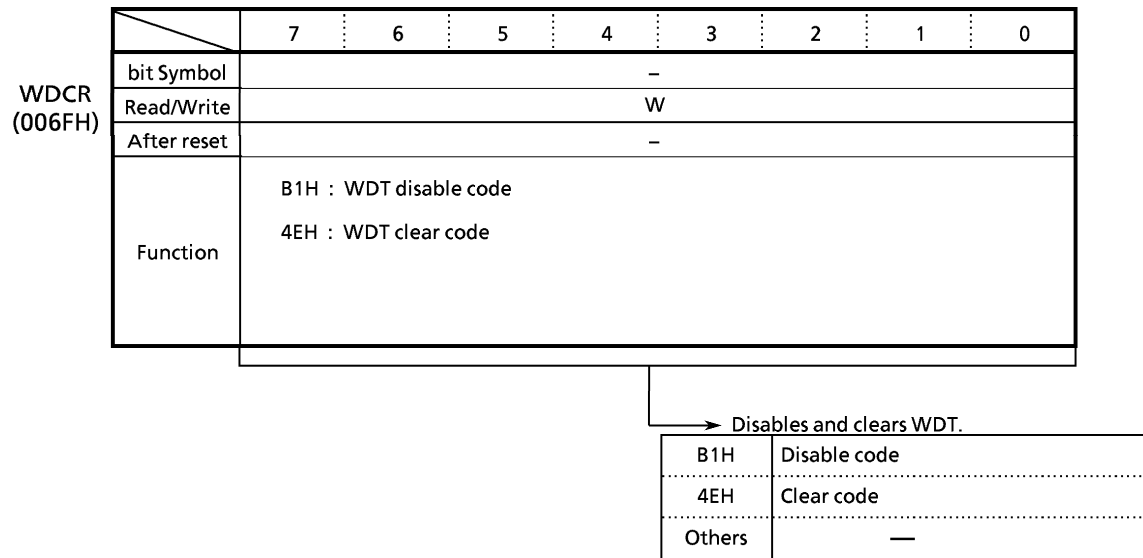 7 6 5 4 3 2 1 0
WDCR
(006FH)
bit Symbol –
Read/Write W
After reset –
Function
B1H : WDT disable code
4EH : WDT clear code
Disables and clears WDT.
B1H Disable code
4EH Clear code
Others —